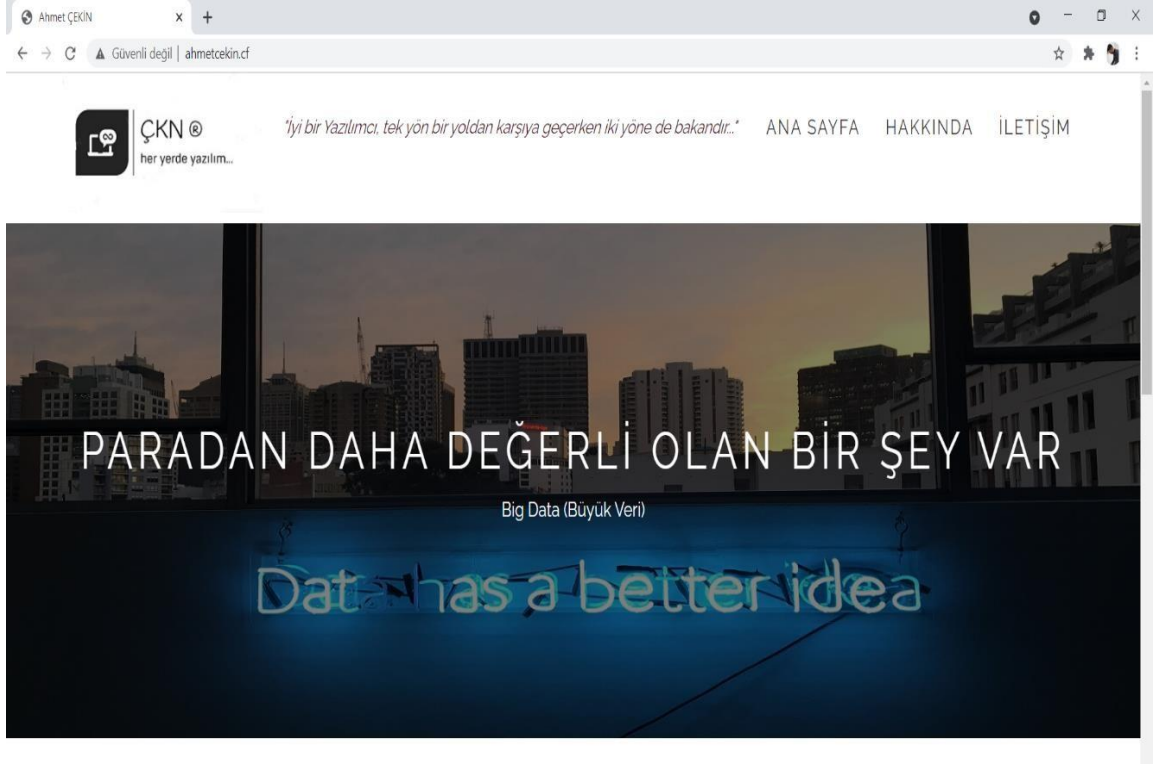 Ahmet ÇEKİN
Güvenli değil | ahmetcekin.cf
ÇKN ®
her yerde yazılım...
"İyi bir Yazılımcı, tek yön bir yoldan karşıya geçerken iki yöne de bakandır..."
ANA SAYFA HAKKINDA İLETİŞİM
PARADAN DAHA DEĞERLİ OLAN BİR ŞEY VAR
Big Data (Büyük Veri)
Data has a better idea